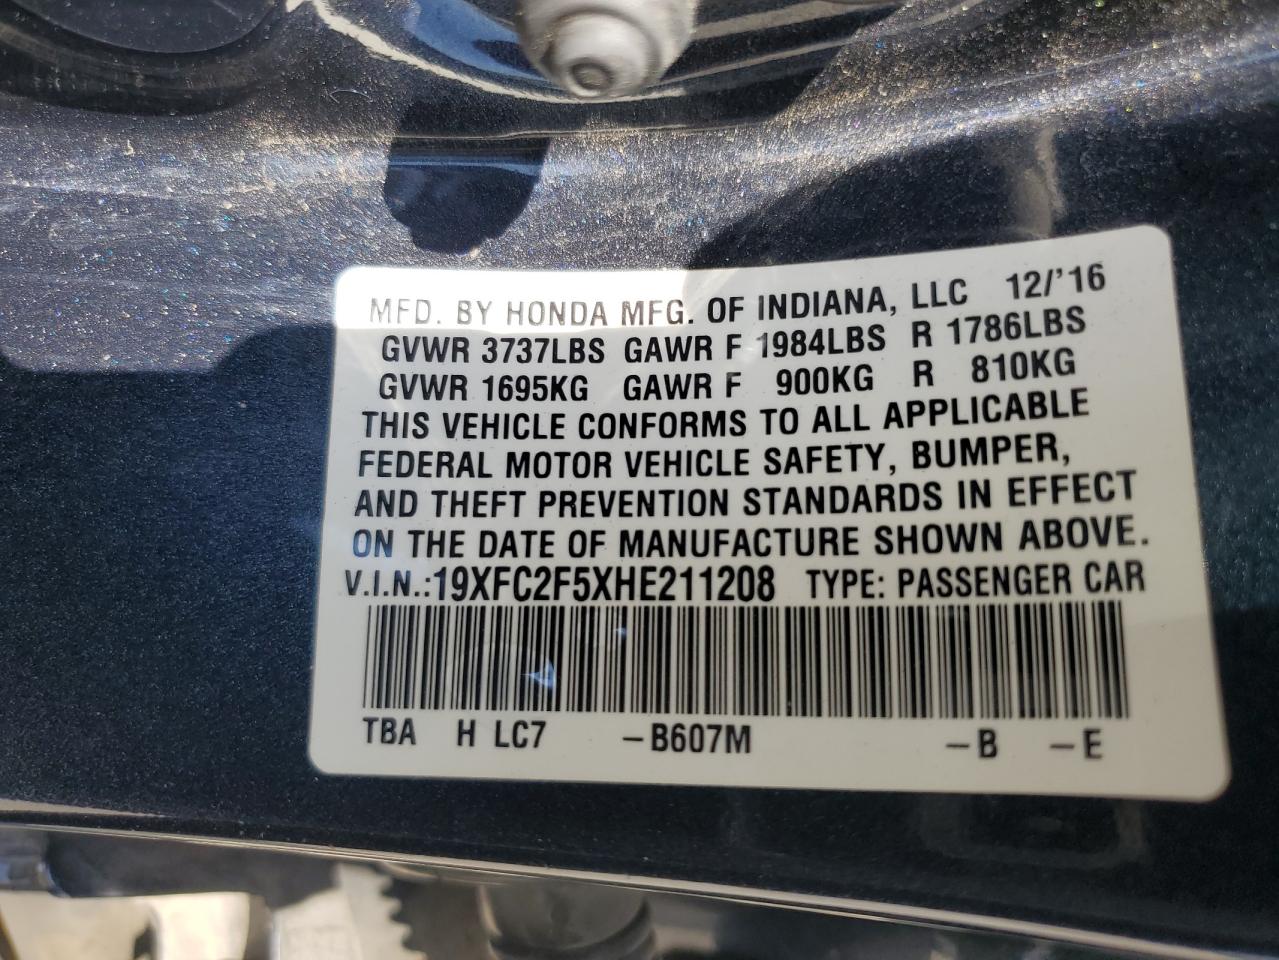 MFD. BY HONDA MFG. OF INDIANA, LLC 12/'16
GVWR 3737LBS GAWR F 1984LBS R 1786LBS
GVWR 1695KG GAWR F 900KG R 810KG
THIS VEHICLE CONFORMS TO ALL APPLICABLE
FEDERAL MOTOR VEHICLE SAFETY, BUMPER,
AND THEFT PREVENTION STANDARDS IN EFFECT
ON THE DATE OF MANUFACTURE SHOWN ABOVE.
V.I.N.:19XFC2F5XHE211208 TYPE: PASSENGER CAR
TBA H LC7 –B607M –B –E